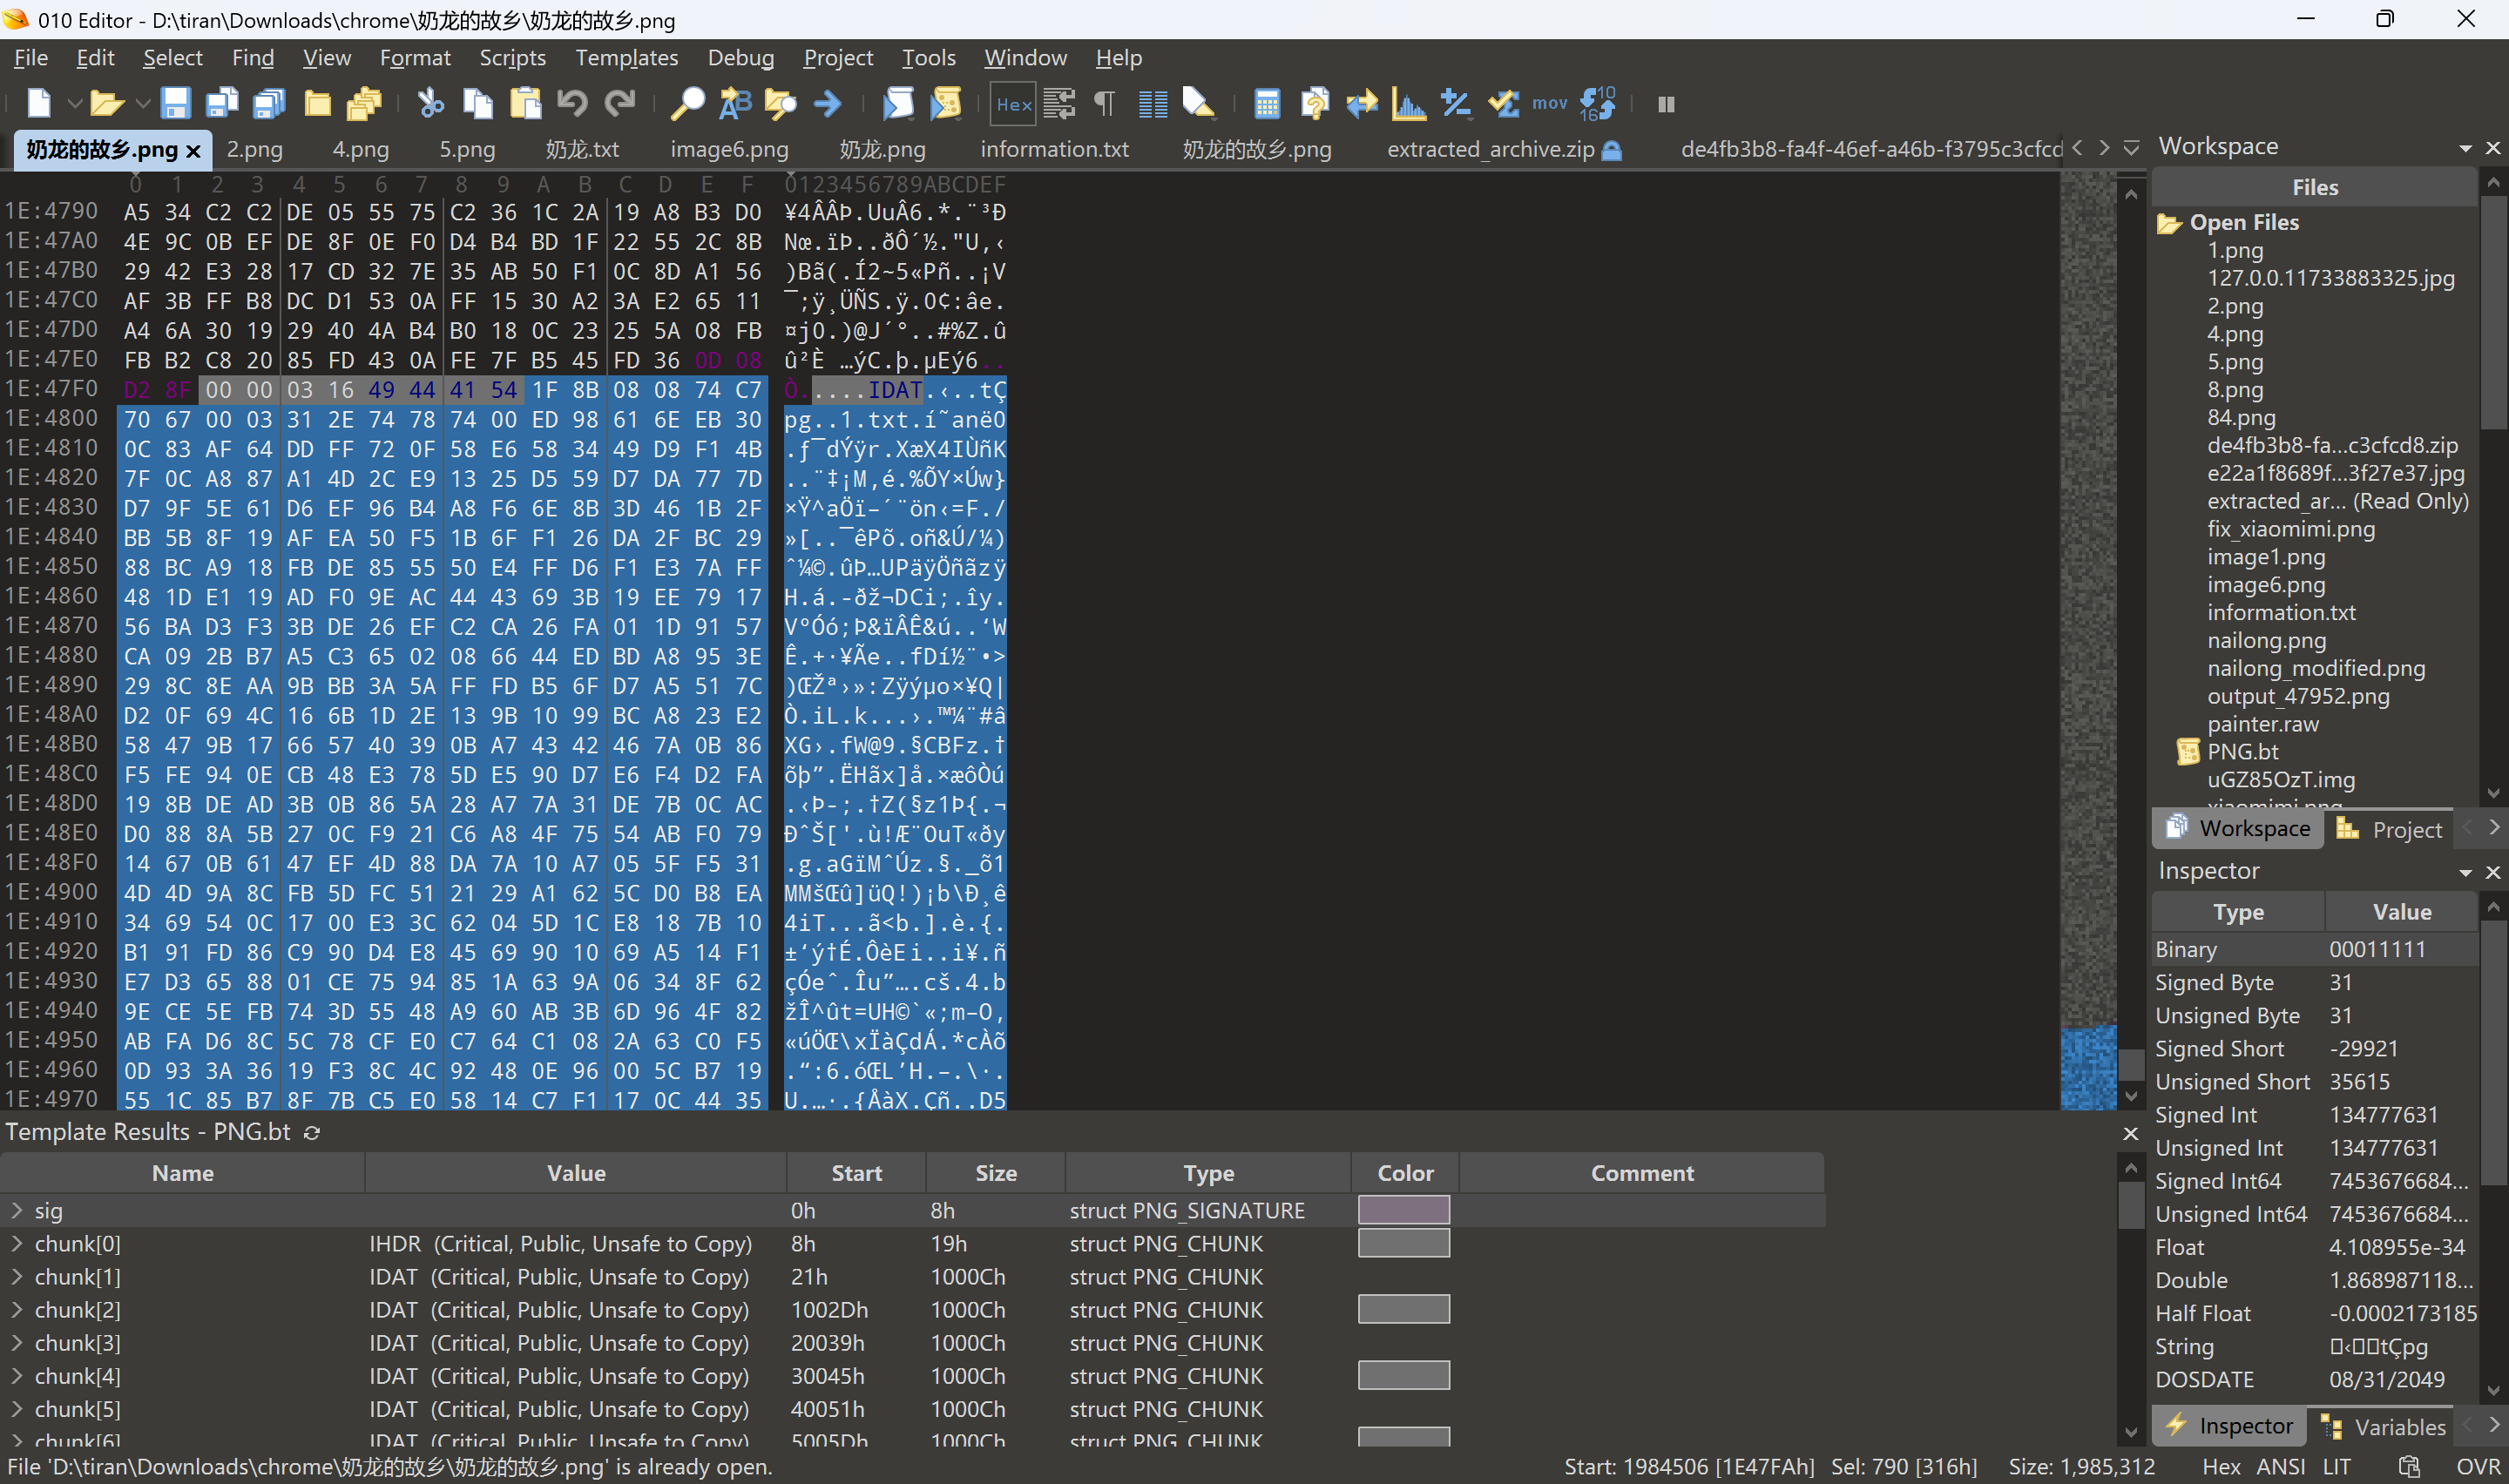 010 Editor - D:\tiran\Downloads\chrome\奶龙的故乡\奶龙的故乡.png
File Edit Select Find View Format Scripts Templates Debug Project Tools Window Help
Hex mov 10 16
奶龙的故乡.png 2.png 4.png 5.png 奶龙.txt image6.png 奶龙.png information.txt 奶龙的故乡.png extracted_archive.zip de4fb3b8-fa4f-46ef-a46b-f3795c3cfcd
0 1 2 3 4 5 6 7 8 9 A B C D E F 0123456789ABCDEF
1E:4790 A5 34 C2 C2 DE 05 55 75 C2 36 1C 2A 19 A8 B3 D0 ¥4ÂÂÞ.UuÂ6.*.¨³Ð
1E:47A0 4E 9C 0B EF DE 8F 0E F0 D4 B4 BD 1F 22 55 2C 8B Nœ.ïÞ..ðÔ´½."U,‹
1E:47B0 29 42 E3 28 17 CD 32 7E 35 AB 50 F1 0C 8D A1 56 )Bã(.Í2~5«Pñ..¡V
1E:47C0 AF 3B FF B8 DC D1 53 0A FF 15 30 A2 3A E2 65 11 ¯;ÿ¸ÜÑS.ÿ.0¢:âe.
1E:47D0 A4 6A 30 19 29 40 4A B4 B0 18 0C 23 25 5A 08 FB ¤j0.)@J´°..#%Z.û
1E:47E0 FB B2 C8 20 85 FD 43 0A FE 7F B5 45 FD 36 0D 08 û²È …ýC.þ.µEý6..
1E:47F0 D2 8F 00 00 03 16 49 44 41 54 1F 8B 08 08 74 C7 Ò.....IDAT.‹..tÇ
1E:4800 70 67 00 03 31 2E 74 78 74 00 ED 98 61 6E EB 30 pg..1.txt.í˜anë0
1E:4810 0C 83 AF 64 DD FF 72 0F 58 E6 58 34 49 D9 F1 4B .ƒ¯dÝÿr.XæX4IÙñK
1E:4820 7F 0C A8 87 A1 4D 2C E9 13 25 D5 59 D7 DA 77 7D ..¨‡¡M,é.%ÕY×Úw}
1E:4830 D7 9F 5E 61 D6 EF 96 B4 A8 F6 6E 8B 3D 46 1B 2F ×Ÿ^aÖï–´¨ön‹=F./
1E:4840 BB 5B 8F 19 AF EA 50 F5 1B 6F F1 26 DA 2F BC 29 »[..¯êPõ.oñ&Ú/¼)
1E:4850 88 BC A9 18 FB DE 85 55 50 E4 FF D6 F1 E3 7A FF ˆ¼©.ûÞ…UPäÿÖñãzÿ
1E:4860 48 1D E1 19 AD F0 9E AC 44 43 69 3B 19 EE 79 17 H.á.-ðž¬DCi;.îy.
1E:4870 56 BA D3 F3 3B DE 26 EF C2 CA 26 FA 01 1D 91 57 VºÓó;Þ&ïÂÊ&ú..‘W
1E:4880 CA 09 2B B7 A5 C3 65 02 08 66 44 ED BD A8 95 3E Ê.+·¥Ãe..fDí½¨•>
1E:4890 29 8C 8E AA 9B BB 3A 5A FF FD B5 6F D7 A5 51 7C )ŒŽª›»:Zÿýµo×¥Q|
1E:48A0 D2 0F 69 4C 16 6B 1D 2E 13 9B 10 99 BC A8 23 E2 Ò.iL.k...›.™¼¨#â
1E:48B0 58 47 9B 17 66 57 40 39 0B A7 43 42 46 7A 0B 86 XG›.fW@9.§CBFz.†
1E:48C0 F5 FE 94 0E CB 48 E3 78 5D E5 90 D7 E6 F4 D2 FA õþ”.ËHãx]å.×æôÒú
1E:48D0 19 8B DE AD 3B 0B 86 5A 28 A7 7A 31 DE 7B 0C AC .‹Þ-;.†Z(§z1Þ{.¬
1E:48E0 D0 88 8A 5B 27 0C F9 21 C6 A8 4F 75 54 AB F0 79 ÐˆŠ['.ù!Æ¨OuT«ðy
1E:48F0 14 67 0B 61 47 EF 4D 88 DA 7A 10 A7 05 5F F5 31 .g.aGïMˆÚz.§._õ1
1E:4900 4D 4D 9A 8C FB 5D FC 51 21 29 A1 62 5C D0 B8 EA MMšŒû]üQ!)¡b\Ð¸ê
1E:4910 34 69 54 0C 17 00 E3 3C 62 04 5D 1C E8 18 7B 10 4iT...ã<b.].è.{.
1E:4920 B1 91 FD 86 C9 90 D4 E8 45 69 90 10 69 A5 14 F1 ±‘ý†É.ÔèEi..i¥.ñ
1E:4930 E7 D3 65 88 01 CE 75 94 85 1A 63 9A 06 34 8F 62 çÓeˆ.Îu”….cš.4.b
1E:4940 9E CE 5E FB 74 3D 55 48 A9 60 AB 3B 6D 96 4F 82 žÎ^ût=UH©`«;m–O‚
1E:4950 AB FA D6 8C 5C 78 CF E0 C7 64 C1 08 2A 63 C0 F5 «úÖŒ\xÏàÇdÁ.*cÀõ
1E:4960 0D 93 3A 36 19 F3 8C 4C 92 48 0E 96 00 5C B7 19 .“:6.óŒL’H.–.\·.
1E:4970 55 1C 85 B7 8F 7B C5 E0 58 14 C7 F1 17 0C 44 35 U.…·.{ÅàX.Çñ..D5
Template Results - PNG.bt
Name Value Start Size Type Color Comment
sig 0h 8h struct PNG_SIGNATURE
chunk[0] IHDR (Critical, Public, Unsafe to Copy) 8h 19h struct PNG_CHUNK
chunk[1] IDAT (Critical, Public, Unsafe to Copy) 21h 1000Ch struct PNG_CHUNK
chunk[2] IDAT (Critical, Public, Unsafe to Copy) 1002Dh 1000Ch struct PNG_CHUNK
chunk[3] IDAT (Critical, Public, Unsafe to Copy) 20039h 1000Ch struct PNG_CHUNK
chunk[4] IDAT (Critical, Public, Unsafe to Copy) 30045h 1000Ch struct PNG_CHUNK
chunk[5] IDAT (Critical, Public, Unsafe to Copy) 40051h 1000Ch struct PNG_CHUNK
chunk[6] IDAT (Critical, Public, Unsafe to Copy) 5005Dh 1000Ch struct PNG_CHUNK
Workspace
Files
Open Files
1.png
127.0.0.11733883325.jpg
2.png
4.png
5.png
8.png
84.png
de4fb3b8-fa...c3cfcd8.zip
e22a1f8689f...3f27e37.jpg
extracted_ar... (Read Only)
fix_xiaomimi.png
image1.png
image6.png
information.txt
nailong.png
nailong_modified.png
output_47952.png
painter.raw
PNG.bt
uGZ85OzT.img
xiaomimi.png
Workspace Project
Inspector
Type Value
Binary 00011111
Signed Byte 31
Unsigned Byte 31
Signed Short -29921
Unsigned Short 35615
Signed Int 134777631
Unsigned Int 134777631
Signed Int64 7453676684...
Unsigned Int64 7453676684...
Float 4.108955e-34
Double 1.868987118...
Half Float -0.0002173185
String □‹□□tÇpg
DOSDATE 08/31/2049
Inspector Variables
File 'D:\tiran\Downloads\chrome\奶龙的故乡\奶龙的故乡.png' is already open.
Start: 1984506 [1E47FAh] Sel: 790 [316h] Size: 1,985,312 Hex ANSI LIT OVR